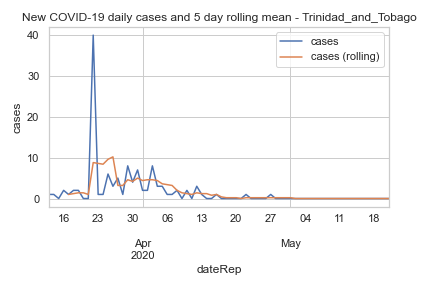 New COVID-19 daily cases and 5 day rolling mean - Trinidad_and_Tobago
cases
cases (rolling)
40
30
20
10
0
cases
16 23 30 06 13 20 27 04 11 18
Apr May
2020
dateRep